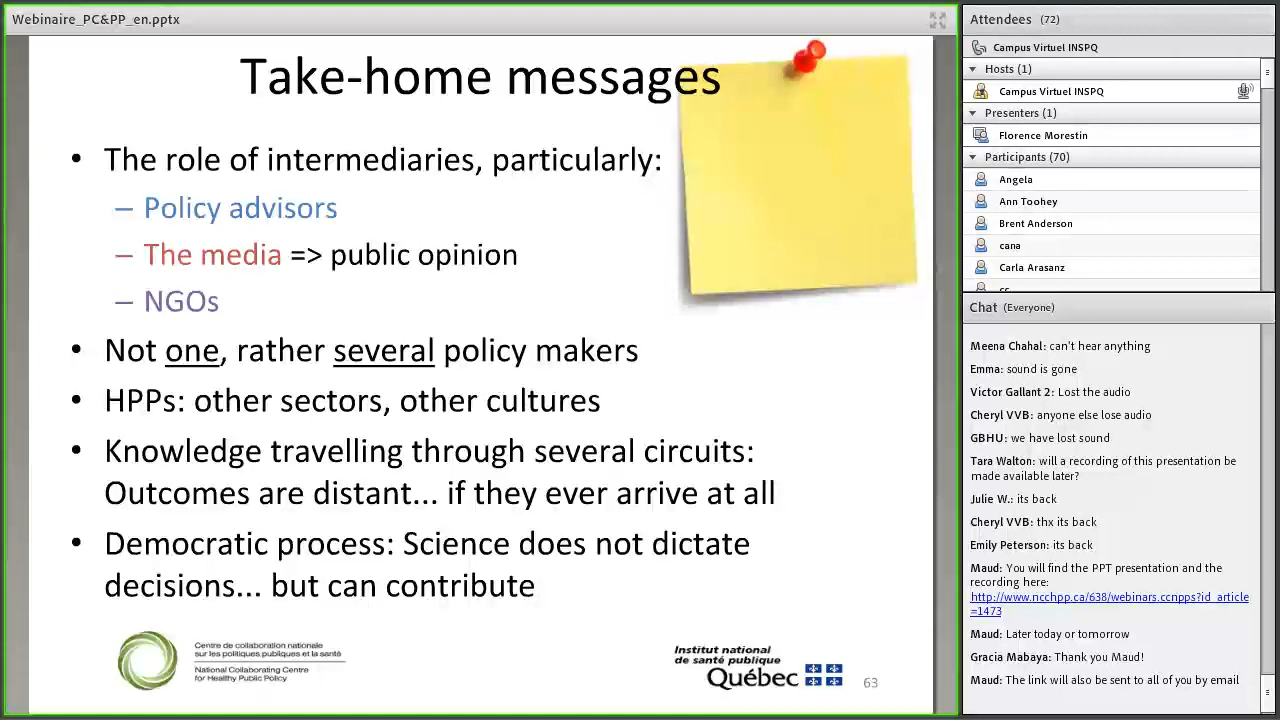 Webinaire_PC&PP_en.pptx
Take-home messages
• The role of intermediaries, particularly:
– Policy advisors
– The media => public opinion
– NGOs
• Not one, rather several policy makers
• HPPs: other sectors, other cultures
• Knowledge travelling through several circuits:
Outcomes are distant... if they ever arrive at all
• Democratic process: Science does not dictate
decisions... but can contribute
Centre de collaboration nationale
sur les politiques publiques et la santé
National Collaborating Centre
for Healthy Public Policy
Institut national
de santé publique
Québec
63
Attendees (72)
Campus Virtuel INSPQ
Hosts (1)
Campus Virtuel INSPQ
Presenters (1)
Florence Morestin
Participants (70)
Angela
Ann Toohey
Brent Anderson
cana
Carla Arasanz
Chat (Everyone)
Meena Chahal: can't hear anything
Emma: sound is gone
Victor Gallant 2: Lost the audio
Cheryl VVB: anyone else lose audio
GBHU: we have lost sound
Tara Walton: will a recording of this presentation be
made available later?
Julie W.: its back
Cheryl VVB: thx its back
Emily Peterson: its back
Maud: You will find the PPT presentation and the
recording here:
http://www.ncchpp.ca/638/webinars.ccnpps?id_article
=1473
Maud: Later today or tomorrow
Gracia Mabaya: Thank you Maud!
Maud: The link will also be sent to all of you by email